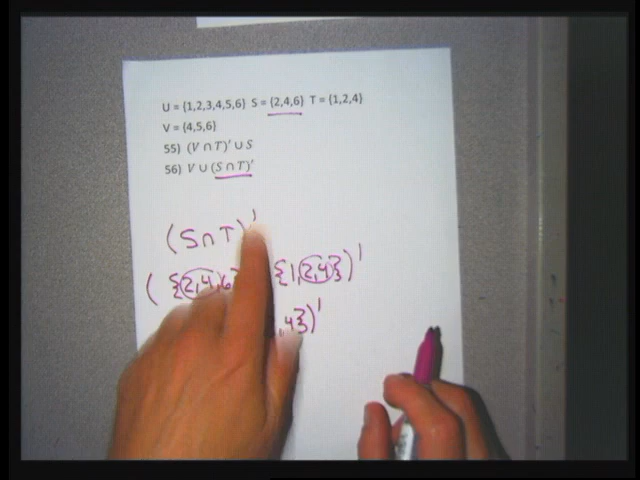 U = {1,2,3,4,5,6} S = {2,4,6} T = {1,2,4}
V = {4,5,6}
55) (V ∩ T)′ ∪ S
56) V ∪ (S ∩ T)′
(S∩T)'
( {2,4,6 {1,2,4})'
,4})'